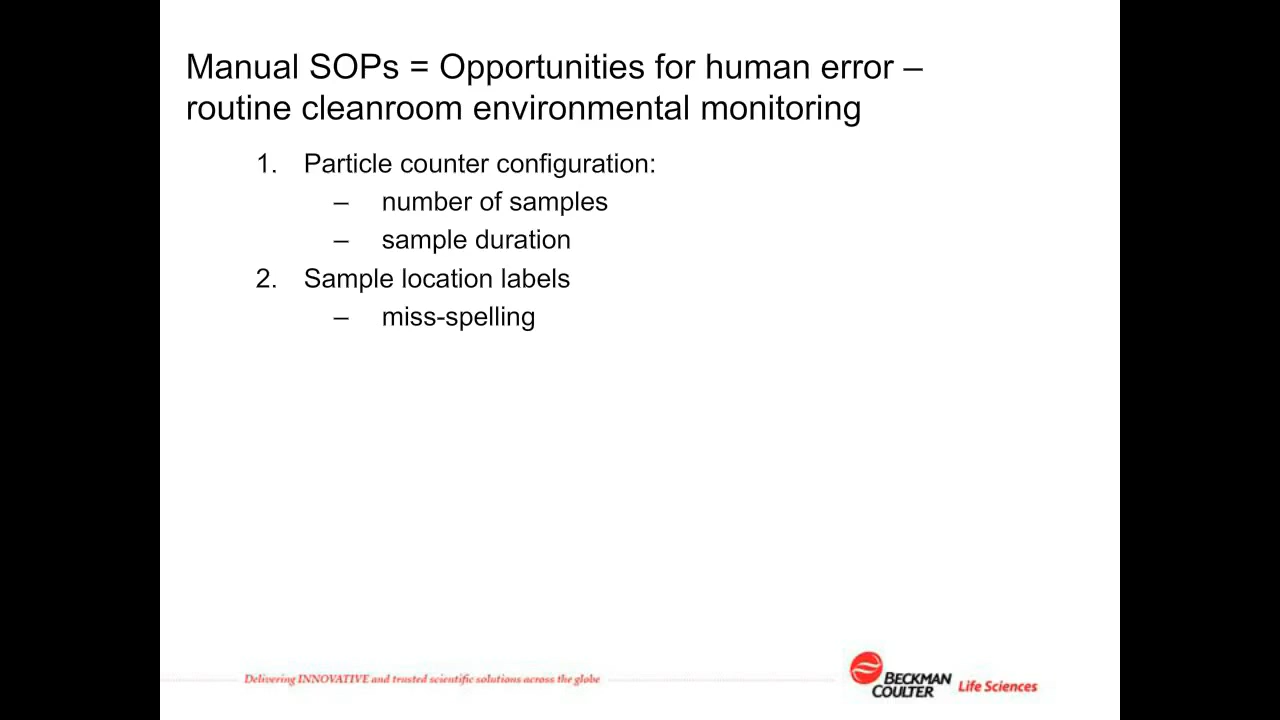 Manual SOPs = Opportunities for human error –
routine cleanroom environmental monitoring
1. Particle counter configuration:
– number of samples
– sample duration
2. Sample location labels
– miss-spelling
Delivering INNOVATIVE and trusted scientific solutions across the globe
BECKMAN
COULTER Life Sciences